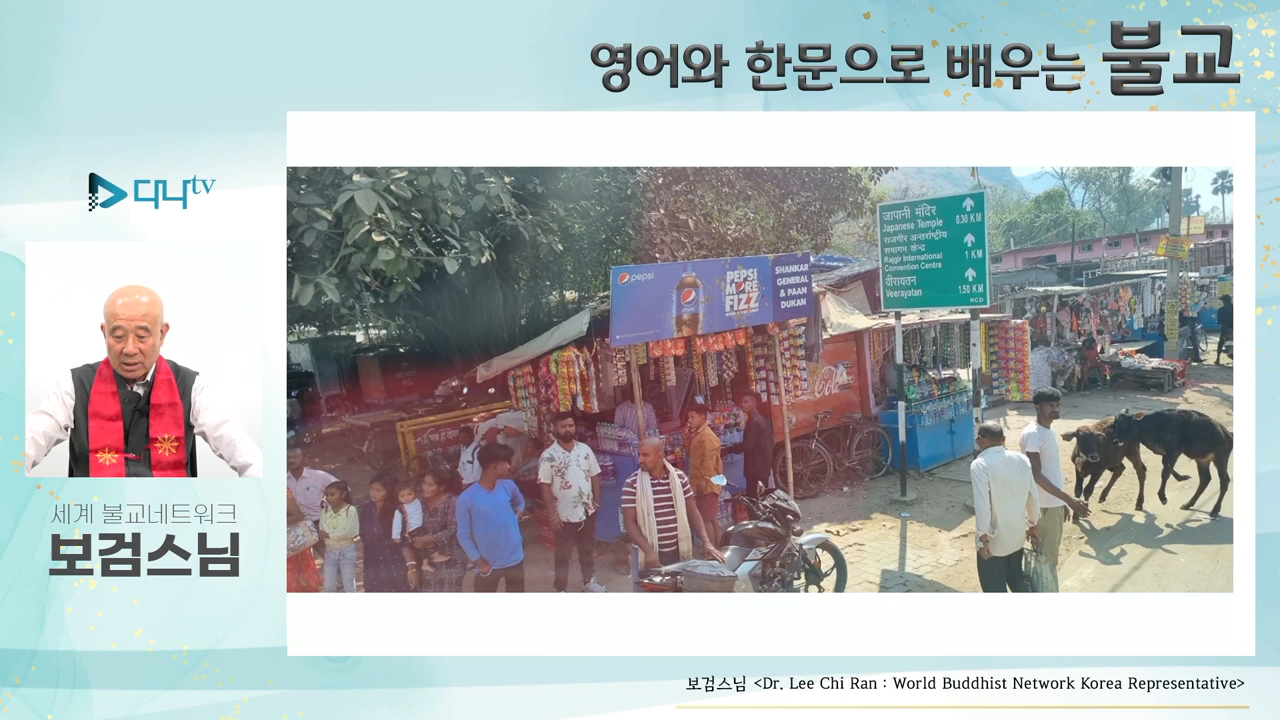 영어와 한문으로 배우는 불교
디나tv
pepsi
PEPSI
MORE
FIZZ
SHANKAR
GENERAL
& PAAN
DUKAN
जापानी मंदिर
Japanese Temple 0.30 KM
राजगीर अन्तर्राष्ट्रीय
समागम केन्द्र
Rajgir International 1 KM
Convention Centre
वीरायतन
Veerayatan 1.50 KM
RCD
세계 불교네트워크
보검스님
보검스님 <Dr. Lee Chi Ran : World Buddhist Network Korea Representative>